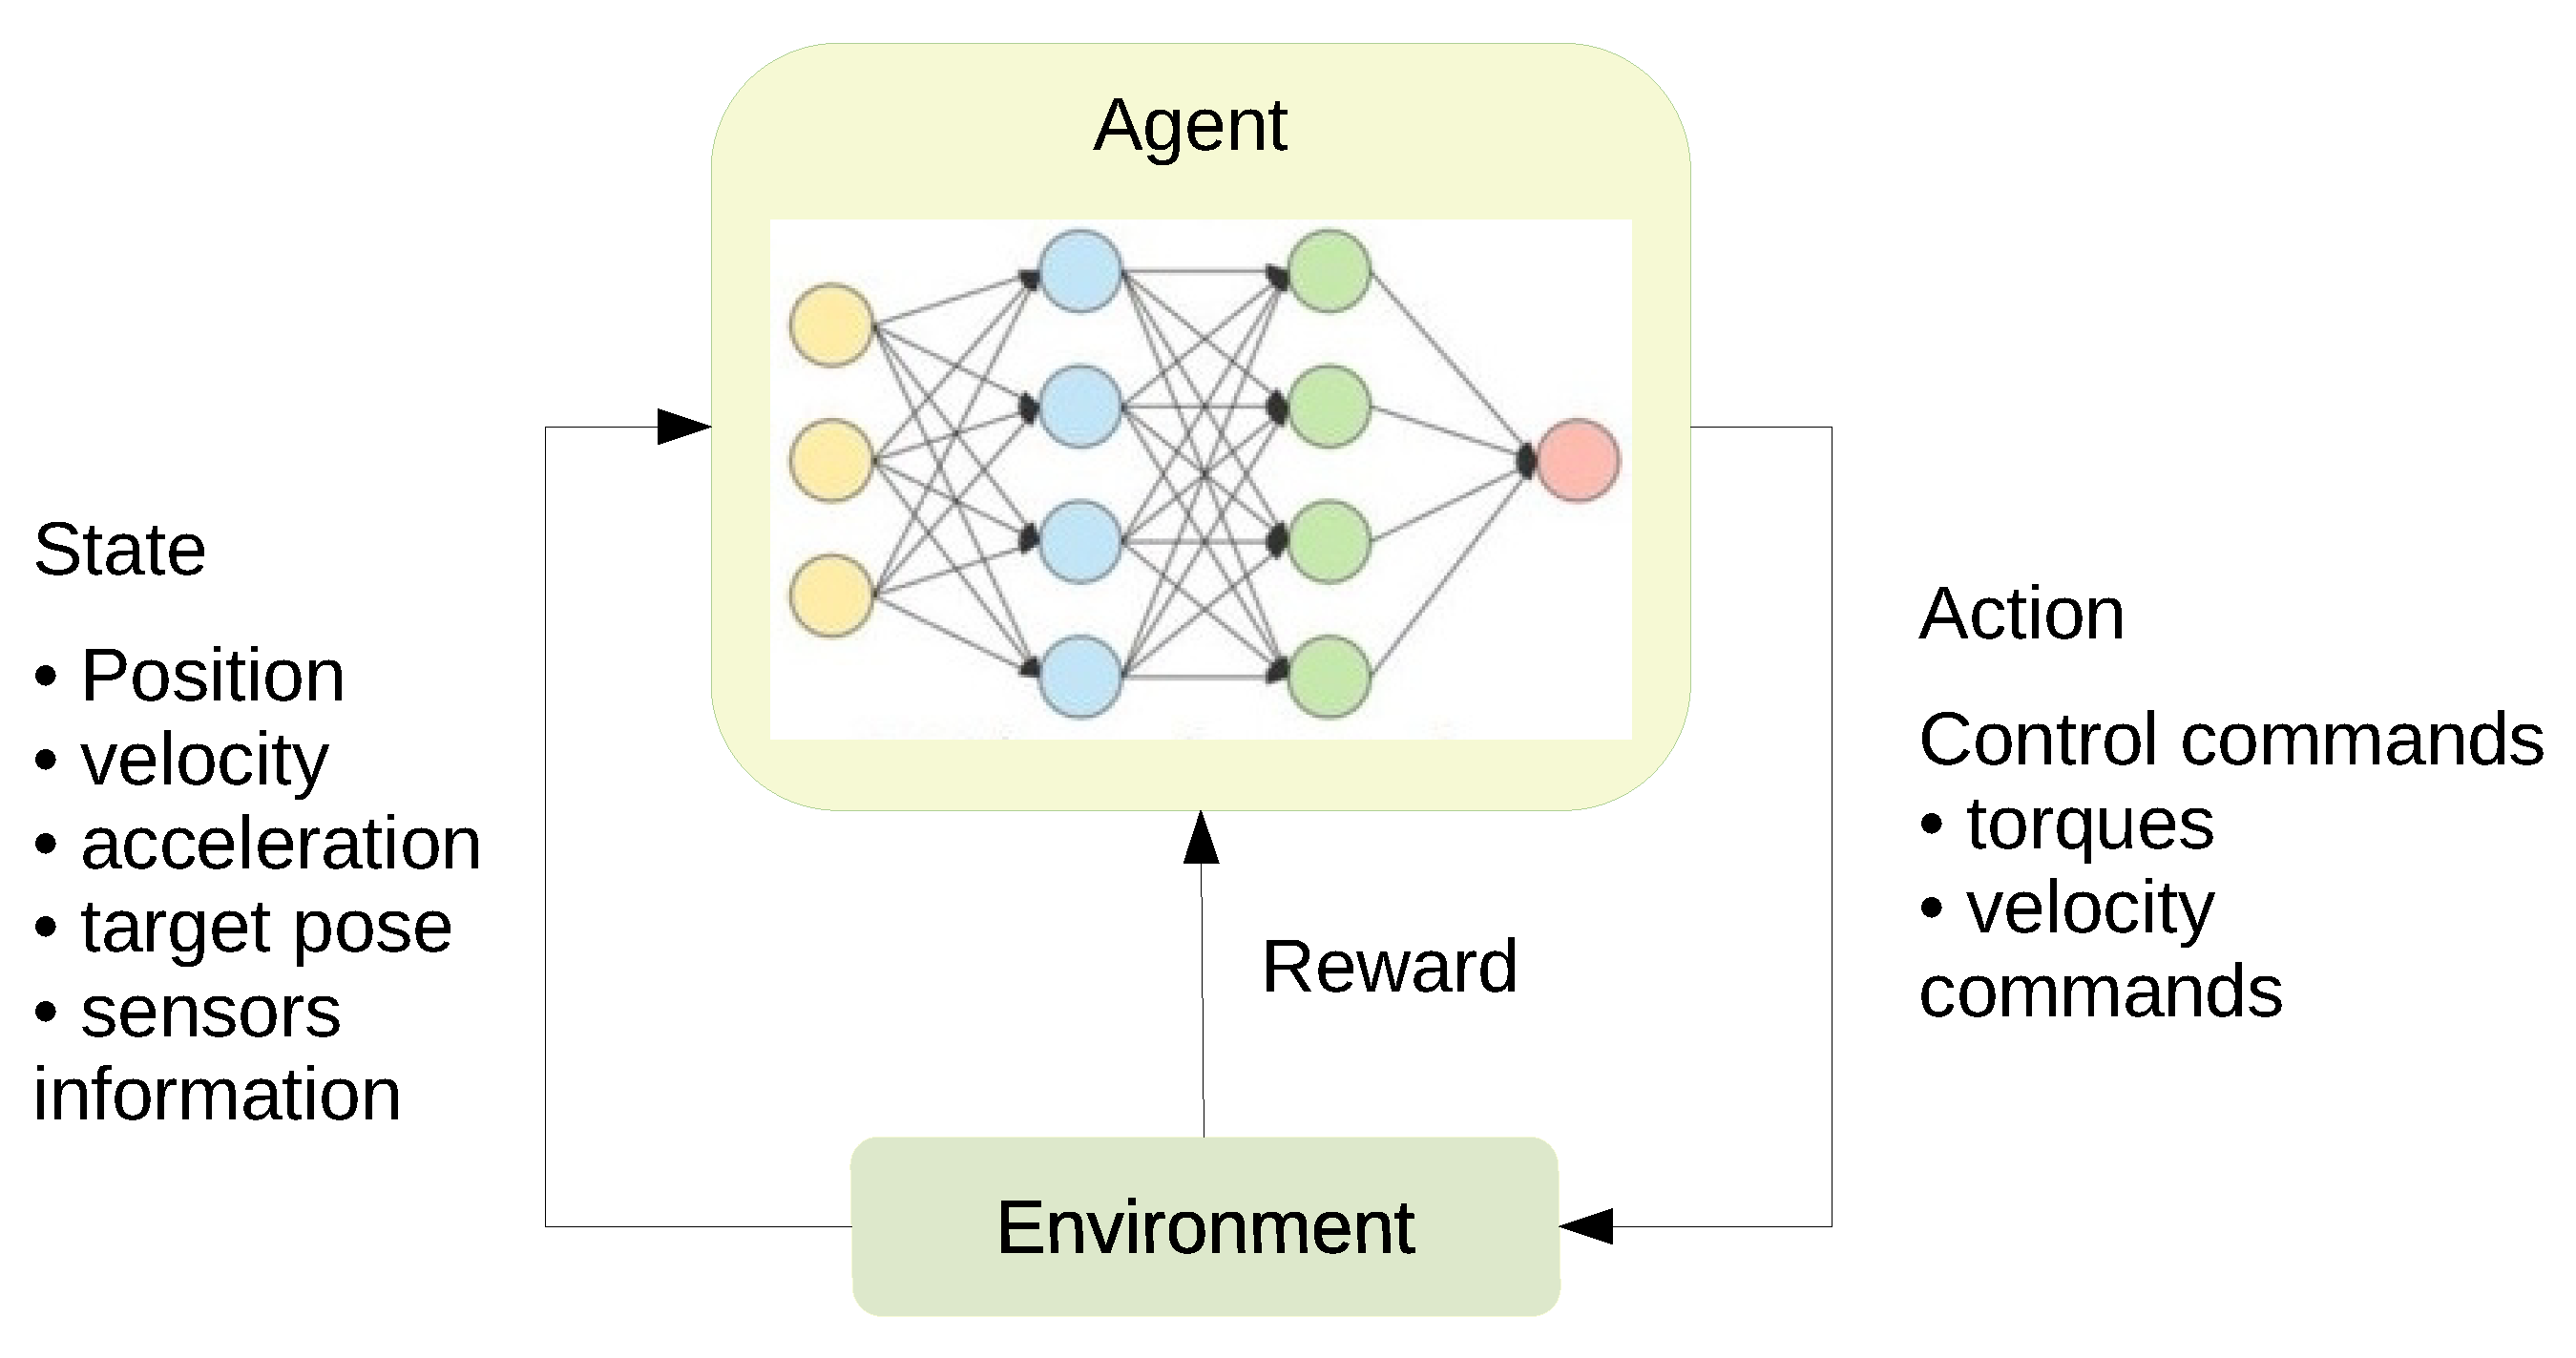 Agent
State
• Position
• velocity
• acceleration
• target pose
• sensors
information
Action
Control commands
• torques
• velocity
commands
Reward
Environment